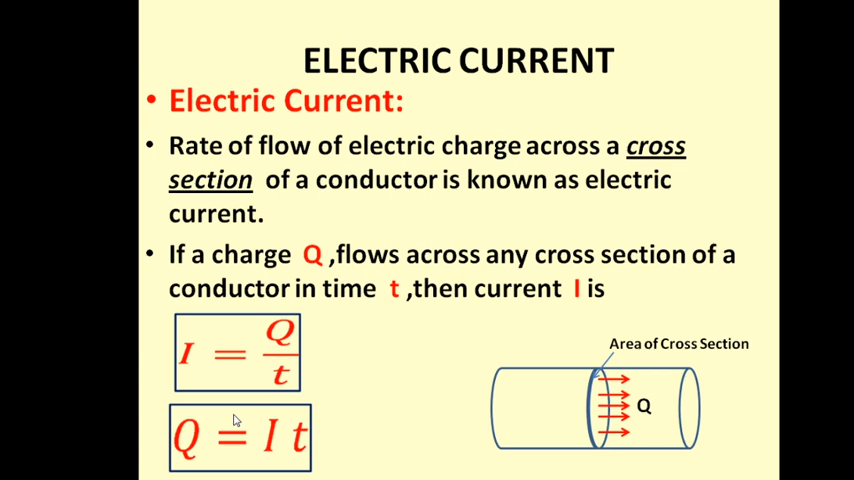 ELECTRIC CURRENT
• Electric Current:
• Rate of flow of electric charge across a cross
section of a conductor is known as electric
current.
• If a charge Q ,flows across any cross section of a
conductor in time t ,then current I is
I = Q/t
Area of Cross Section
Q
Q = I t